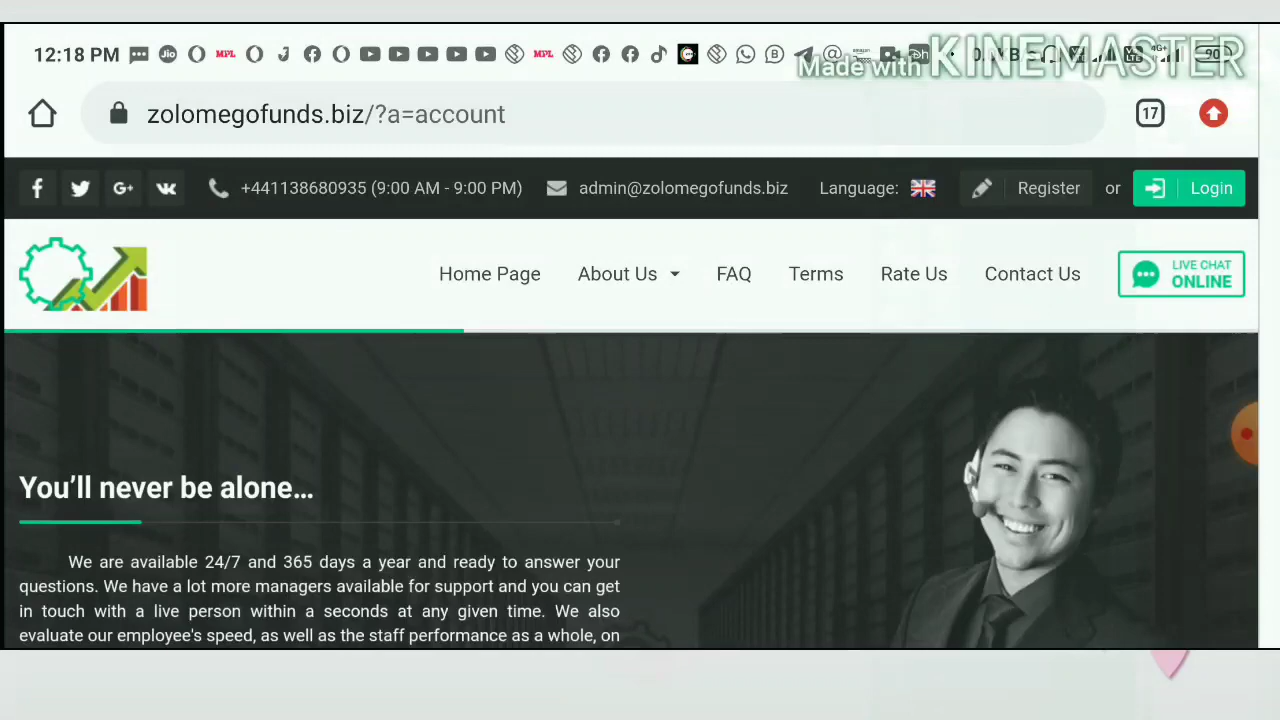 12:18 PM
Made with KINEMASTER
zolomegofunds.biz/?a=account
17
+441138680935 (9:00 AM - 9:00 PM)
admin@zolomegofunds.biz
Language:
Register
or
Login
Home Page
About Us
FAQ
Terms
Rate Us
Contact Us
LIVE CHAT
ONLINE
You’ll never be alone…
We are available 24/7 and 365 days a year and ready to answer your
questions. We have a lot more managers available for support and you can get
in touch with a live person within a seconds at any given time. We also
evaluate our employee's speed, as well as the staff performance as a whole, on